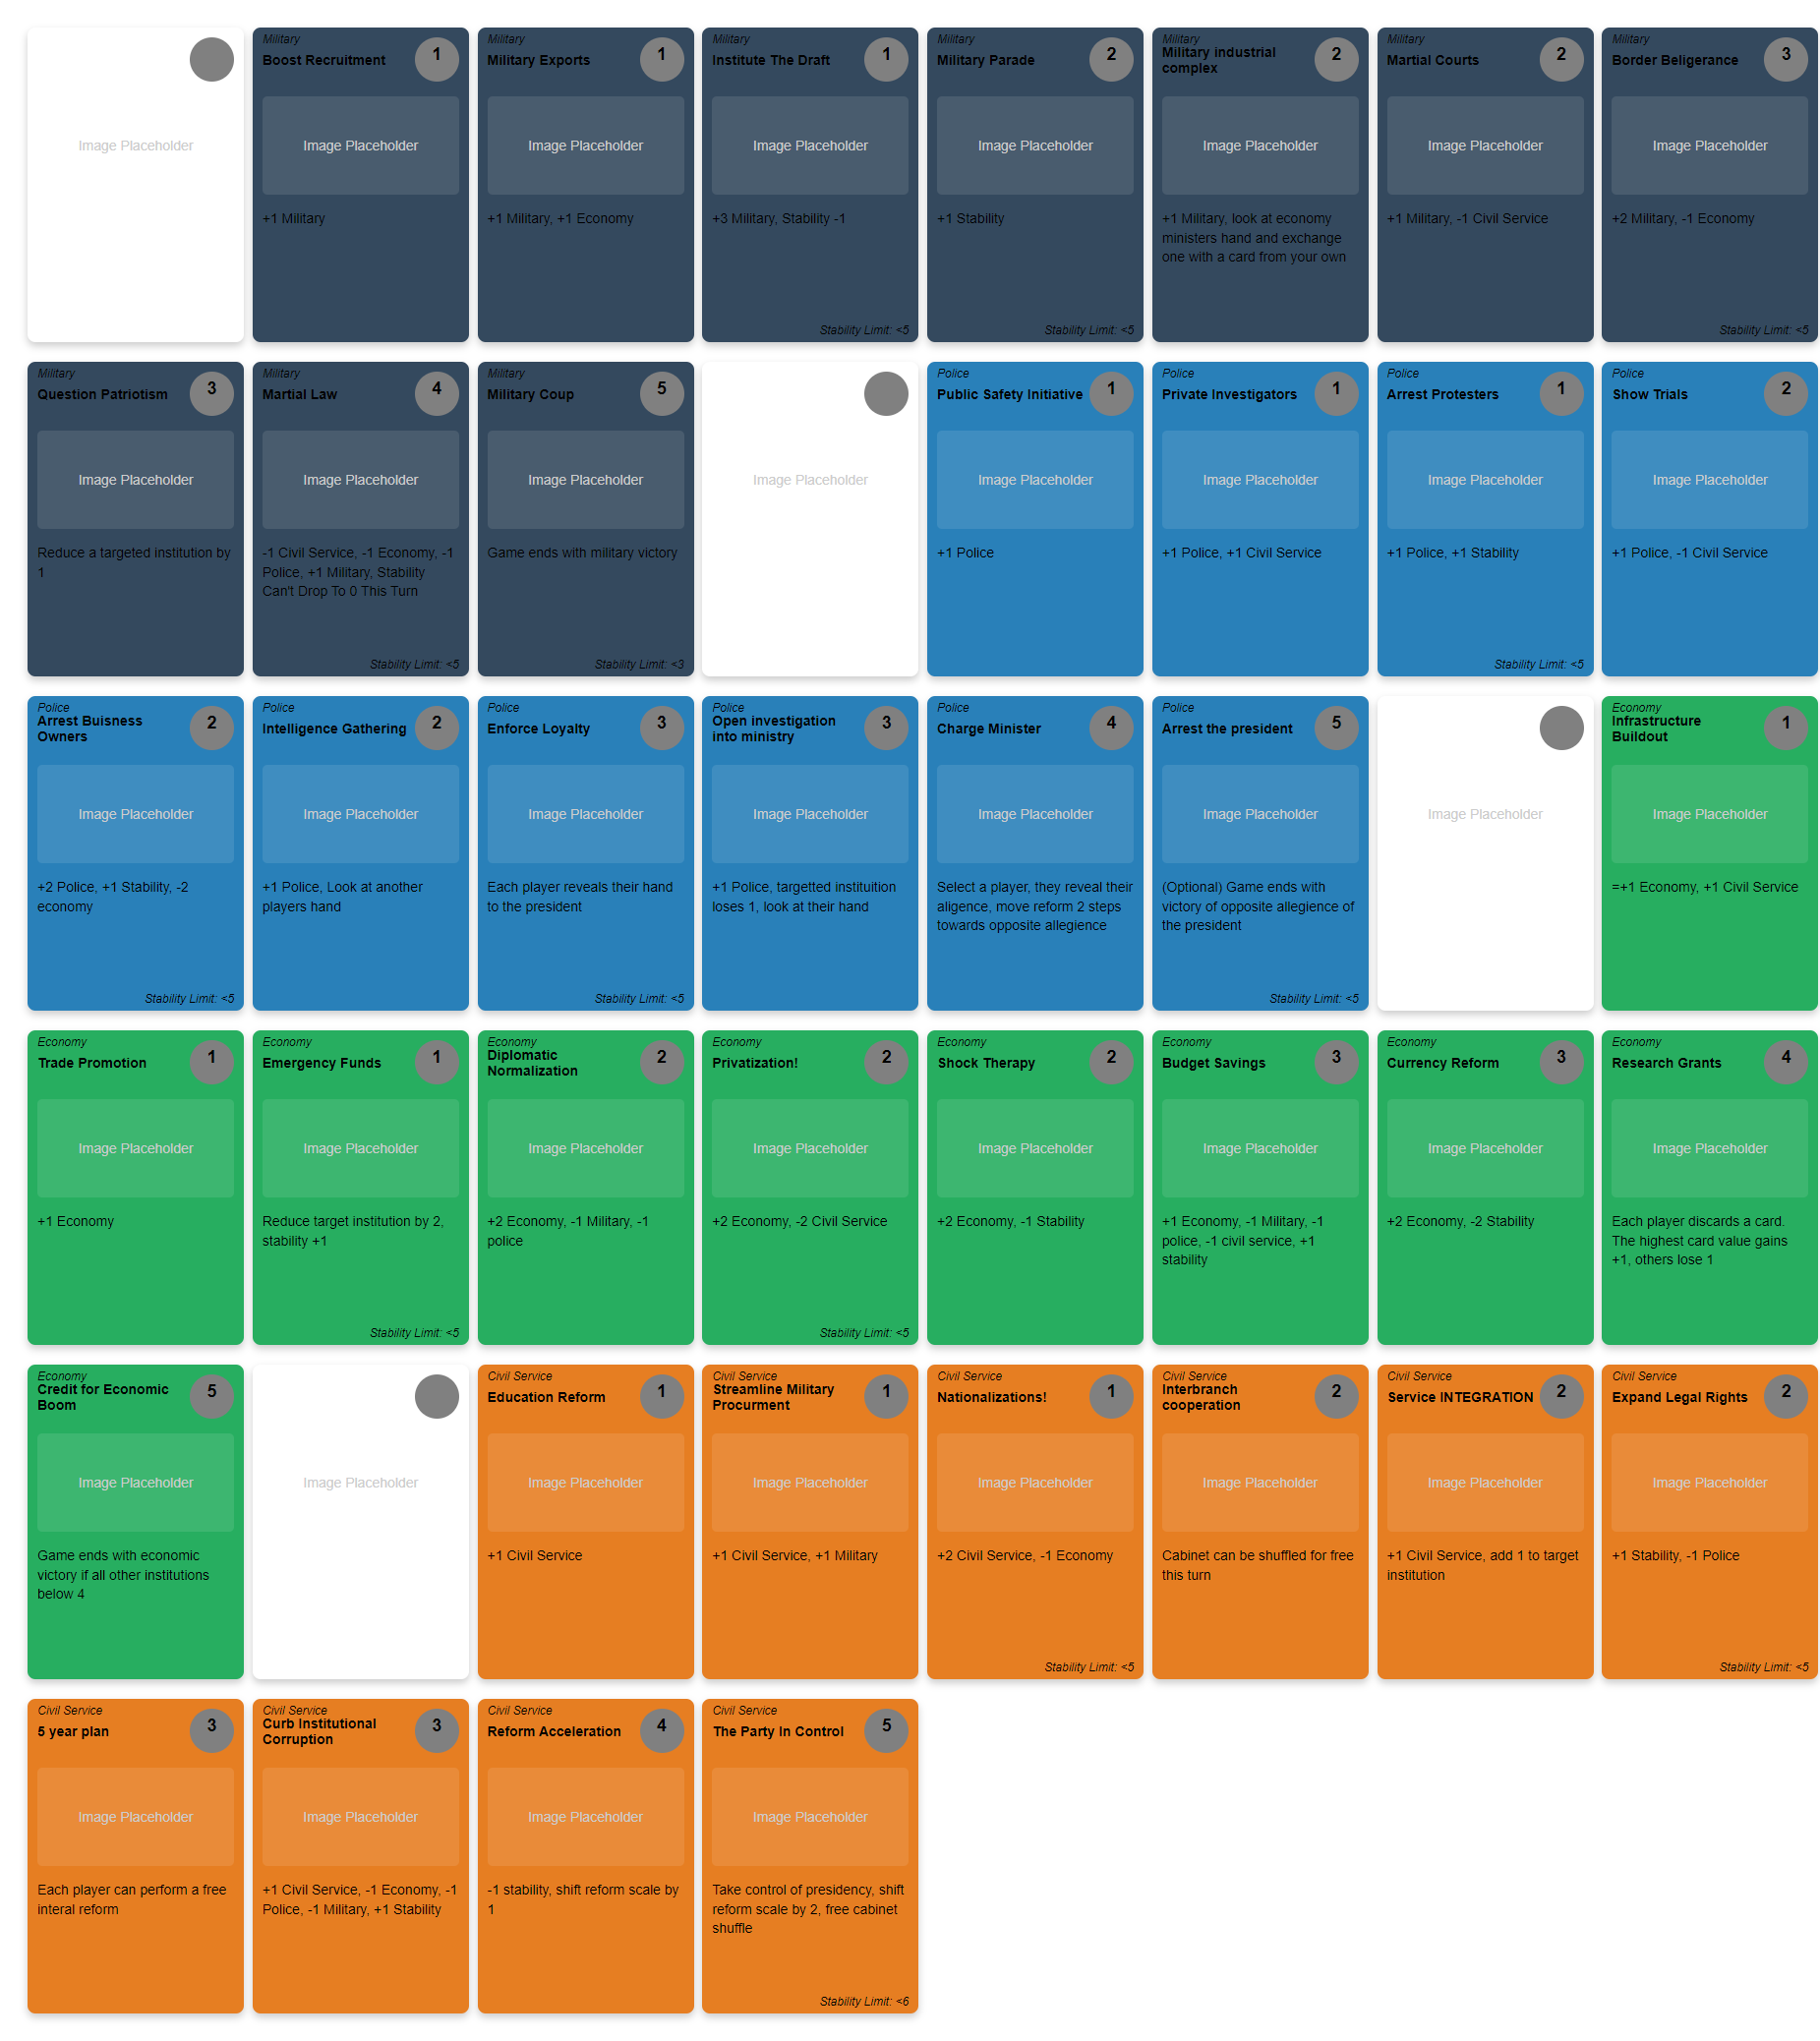 Image Placeholder
Military
Boost Recruitment
1
Image Placeholder
+1 Military
Military
Military Exports
1
Image Placeholder
+1 Military, +1 Economy
Military
Institute The Draft
1
Image Placeholder
+3 Military, Stability -1
Stability Limit: <5
Military
Military Parade
2
Image Placeholder
+1 Stability
Stability Limit: <5
Military
Military industrial
complex
2
Image Placeholder
+1 Military, look at economy
ministers hand and exchange
one with a card from your own
Military
Martial Courts
2
Image Placeholder
+1 Military, -1 Civil Service
Military
Border Beligerance
3
Image Placeholder
+2 Military, -1 Economy
Stability Limit: <5
Military
Question Patriotism
3
Image Placeholder
Reduce a targeted institution by
1
Military
Martial Law
4
Image Placeholder
-1 Civil Service, -1 Economy, -1
Police, +1 Military, Stability
Can't Drop To 0 This Turn
Stability Limit: <5
Military
Military Coup
5
Image Placeholder
Game ends with military victory
Stability Limit: <3
Image Placeholder
Police
Public Safety Initiative
1
Image Placeholder
+1 Police
Police
Private Investigators
1
Image Placeholder
+1 Police, +1 Civil Service
Police
Arrest Protesters
1
Image Placeholder
+1 Police, +1 Stability
Stability Limit: <5
Police
Show Trials
2
Image Placeholder
+1 Police, -1 Civil Service
Police
Arrest Buisness
Owners
2
Image Placeholder
+2 Police, +1 Stability, -2
economy
Stability Limit: <5
Police
Intelligence Gathering
2
Image Placeholder
+1 Police, Look at another
players hand
Police
Enforce Loyalty
3
Image Placeholder
Each player reveals their hand
to the president
Stability Limit: <5
Police
Open investigation
into ministry
3
Image Placeholder
+1 Police, targetted instituition
loses 1, look at their hand
Police
Charge Minister
4
Image Placeholder
Select a player, they reveal their
aligence, move reform 2 steps
towards opposite allegience
Police
Arrest the president
5
Image Placeholder
(Optional) Game ends with
victory of opposite allegience of
the president
Stability Limit: <5
Image Placeholder
Economy
Infrastructure
Buildout
1
Image Placeholder
=+1 Economy, +1 Civil Service
Economy
Trade Promotion
1
Image Placeholder
+1 Economy
Economy
Emergency Funds
1
Image Placeholder
Reduce target institution by 2,
stability +1
Stability Limit: <5
Economy
Diplomatic
Normalization
2
Image Placeholder
+2 Economy, -1 Military, -1
police
Economy
Privatization!
2
Image Placeholder
+2 Economy, -2 Civil Service
Stability Limit: <5
Economy
Shock Therapy
2
Image Placeholder
+2 Economy, -1 Stability
Economy
Budget Savings
3
Image Placeholder
+1 Economy, -1 Military, -1
police, -1 civil service, +1
stability
Economy
Currency Reform
3
Image Placeholder
+2 Economy, -2 Stability
Economy
Research Grants
4
Image Placeholder
Each player discards a card.
The highest card value gains
+1, others lose 1
Economy
Credit for Economic
Boom
5
Image Placeholder
Game ends with economic
victory if all other institutions
below 4
Image Placeholder
Civil Service
Education Reform
1
Image Placeholder
+1 Civil Service
Civil Service
Streamline Military
Procurment
1
Image Placeholder
+1 Civil Service, +1 Military
Civil Service
Nationalizations!
1
Image Placeholder
+2 Civil Service, -1 Economy
Stability Limit: <5
Civil Service
Interbranch
cooperation
2
Image Placeholder
Cabinet can be shuffled for free
this turn
Civil Service
Service INTEGRATION
2
Image Placeholder
+1 Civil Service, add 1 to target
institution
Civil Service
Expand Legal Rights
2
Image Placeholder
+1 Stability, -1 Police
Stability Limit: <5
Civil Service
5 year plan
3
Image Placeholder
Each player can perform a free
interal reform
Civil Service
Curb Institutional
Corruption
3
Image Placeholder
+1 Civil Service, -1 Economy, -1
Police, -1 Military, +1 Stability
Civil Service
Reform Acceleration
4
Image Placeholder
-1 stability, shift reform scale by
1
Civil Service
The Party In Control
5
Image Placeholder
Take control of presidency, shift
reform scale by 2, free cabinet
shuffle
Stability Limit: <6